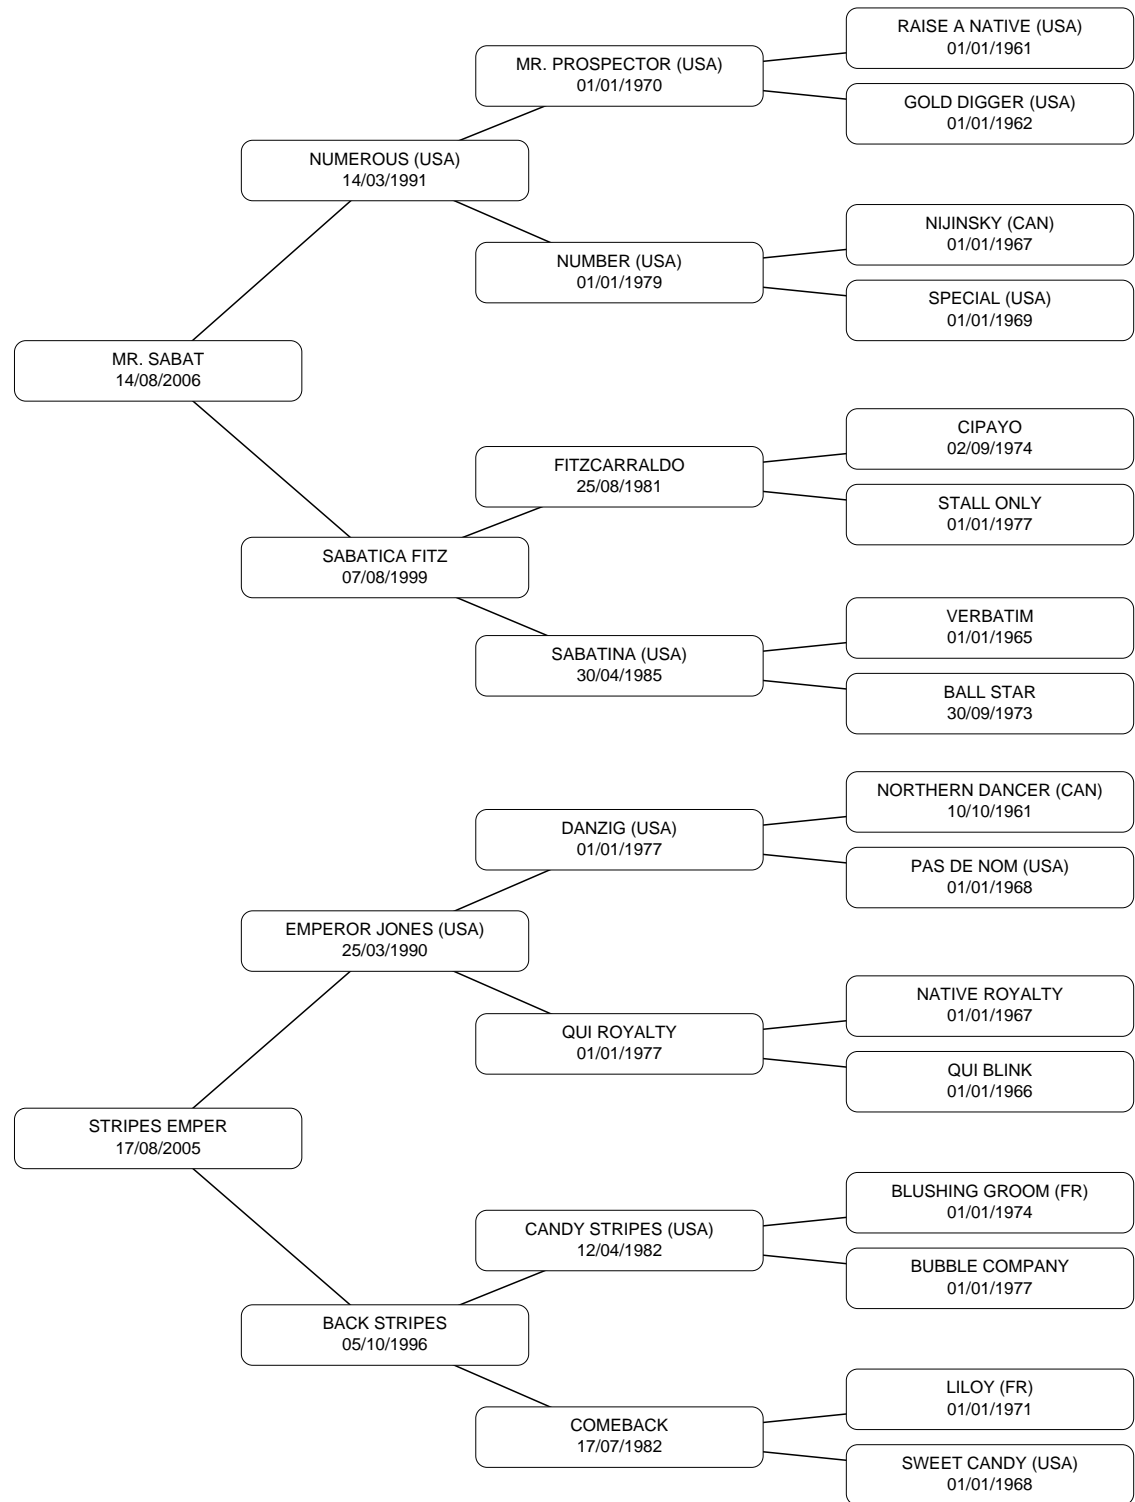 RAISE A NATIVE (USA)
01/01/1961
MR. PROSPECTOR (USA)
01/01/1970
GOLD DIGGER (USA)
01/01/1962
NUMEROUS (USA)
14/03/1991
NIJINSKY (CAN)
01/01/1967
NUMBER (USA)
01/01/1979
SPECIAL (USA)
01/01/1969
MR. SABAT
14/08/2006
CIPAYO
02/09/1974
FITZCARRALDO
25/08/1981
STALL ONLY
01/01/1977
SABATICA FITZ
07/08/1999
VERBATIM
01/01/1965
SABATINA (USA)
30/04/1985
BALL STAR
30/09/1973
NORTHERN DANCER (CAN)
10/10/1961
DANZIG (USA)
01/01/1977
PAS DE NOM (USA)
01/01/1968
EMPEROR JONES (USA)
25/03/1990
NATIVE ROYALTY
01/01/1967
QUI ROYALTY
01/01/1977
QUI BLINK
01/01/1966
STRIPES EMPER
17/08/2005
BLUSHING GROOM (FR)
01/01/1974
CANDY STRIPES (USA)
12/04/1982
BUBBLE COMPANY
01/01/1977
BACK STRIPES
05/10/1996
LILOY (FR)
01/01/1971
COMEBACK
17/07/1982
SWEET CANDY (USA)
01/01/1968